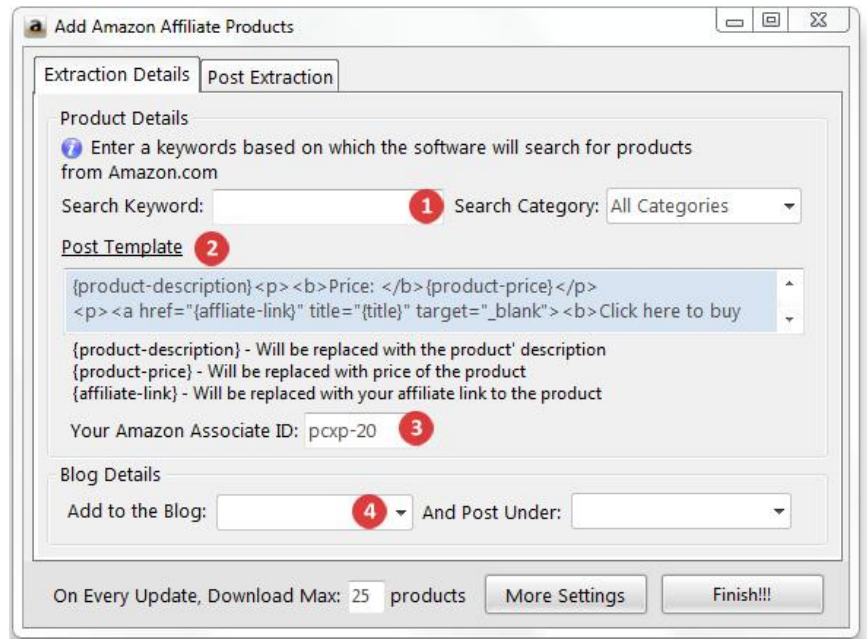 a Add Amazon Affiliate Products
Extraction Details Post Extraction
Product Details
i Enter a keywords based on which the software will search for products
from Amazon.com
Search Keyword: 1 Search Category: All Categories
Post Template 2
{product-description}<p><b>Price: </b>{product-price}</p>
<p><a href="{affliate-link}" title="{title}" target="_blank"><b>Click here to buy
{product-description} - Will be replaced with the product' description
{product-price} - Will be replaced with price of the product
{affiliate-link} - Will be replaced with your affiliate link to the product
Your Amazon Associate ID: pcxp-20 3
Blog Details
Add to the Blog: 4 And Post Under:
On Every Update, Download Max: 25 products More Settings Finish!!!